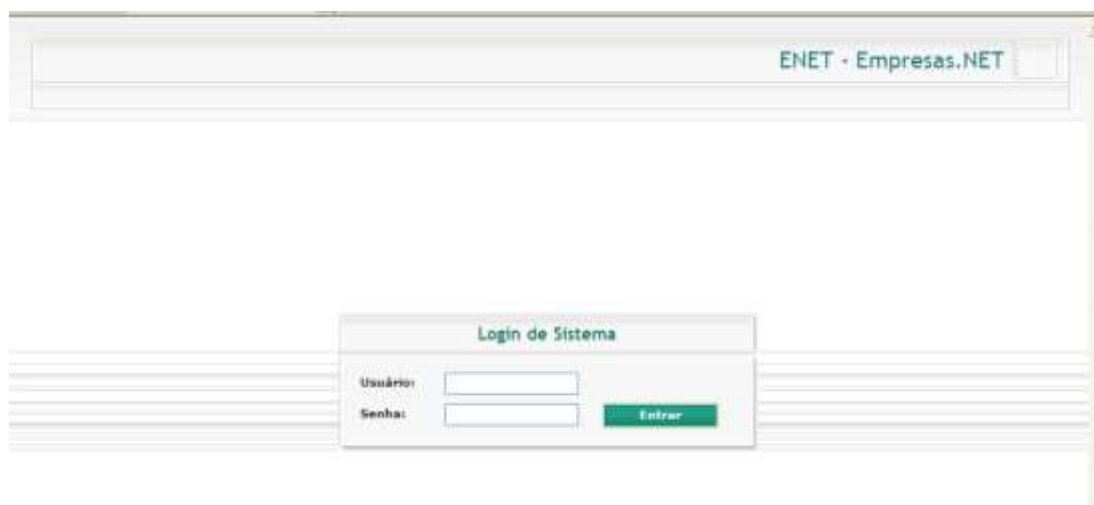 ENET - Empresas.NET
Login de Sistema
Usuário:
Senha:
Entrar